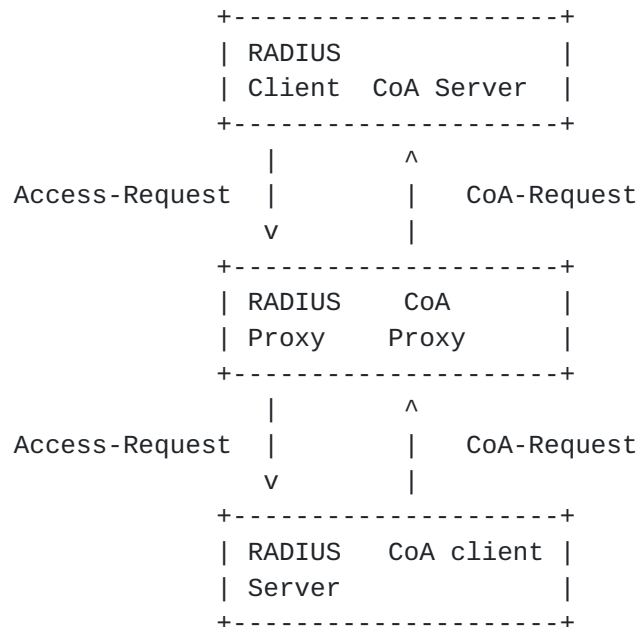 +---------------------+
| RADIUS              |
| Client  CoA Server  |
+---------------------+
|        ^
Access-Request  |        |   CoA-Request
v        |
+---------------------+
| RADIUS    CoA       |
| Proxy    Proxy      |
+---------------------+
|        ^
Access-Request  |        |   CoA-Request
v        |
+---------------------+
| RADIUS   CoA client |
| Server              |
+---------------------+